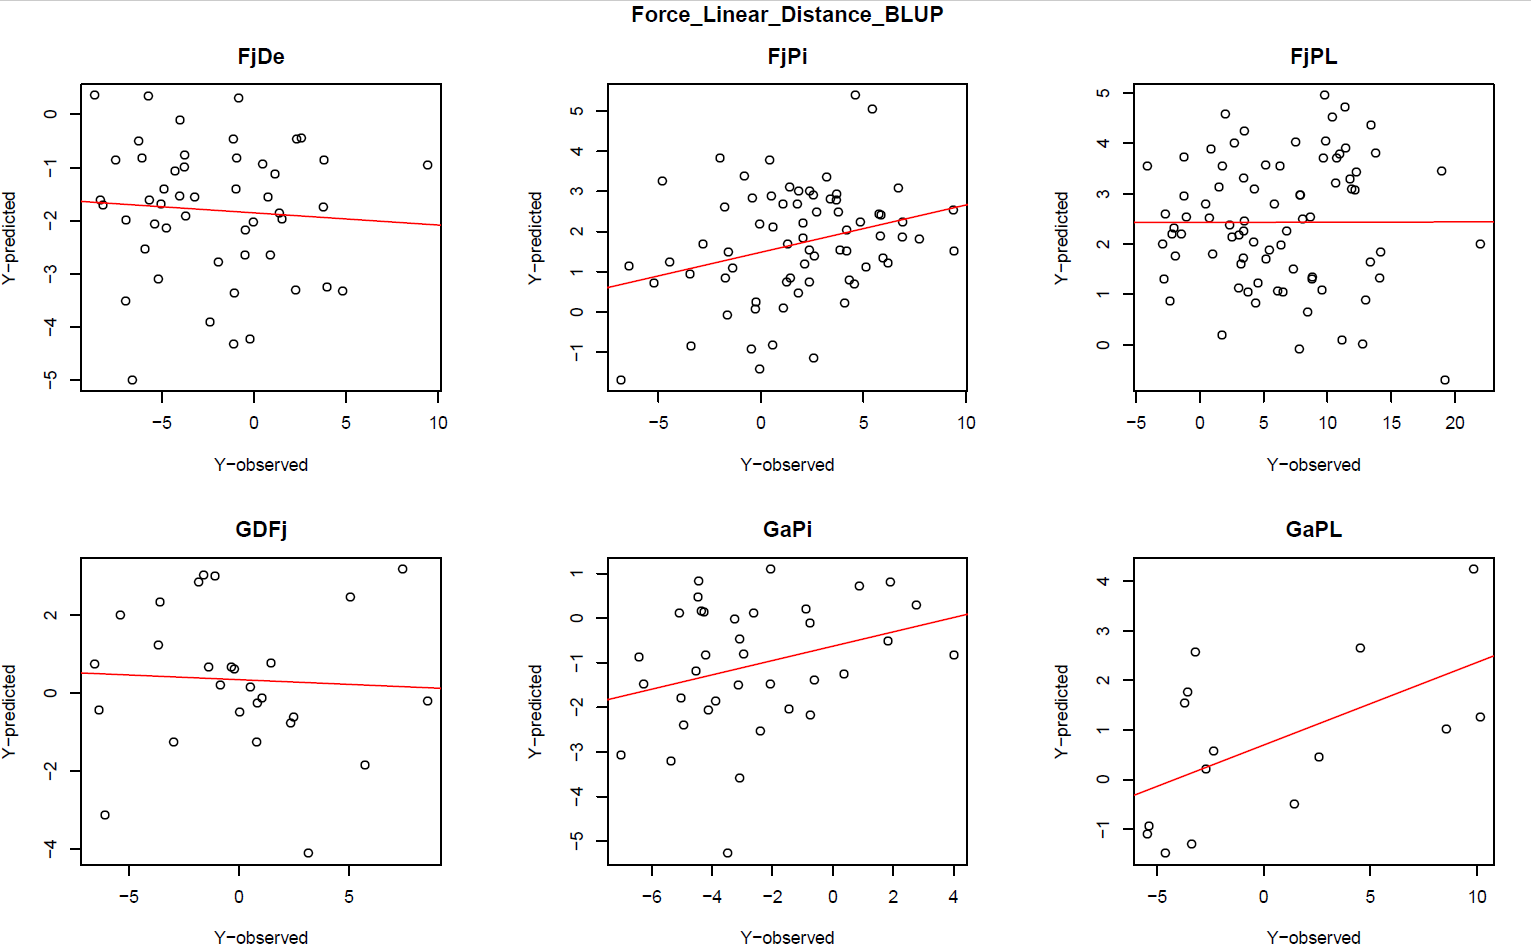 Force_Linear_Distance_BLUP
FjDe
Y−predicted
0
−1
−2
−3
−4
−5
−5 0 5 10
Y−observed
FjPi
Y−predicted
5
4
3
2
1
0
−1
−5 0 5 10
Y−observed
FjPL
Y−predicted
5
4
3
2
1
0
−5 0 5 10 15 20
Y−observed
GDFj
Y−predicted
2
0
−2
−4
−5 0 5
Y−observed
GaPi
Y−predicted
1
0
−1
−2
−3
−4
−5
−6 −4 −2 0 2 4
Y−observed
GaPL
Y−predicted
4
3
2
1
0
−1
−5 0 5 10
Y−observed